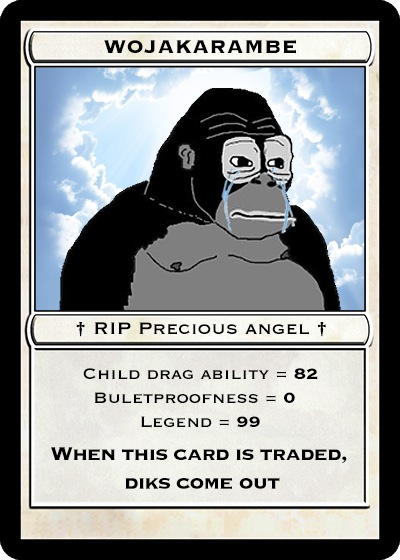 WOJAKARAMBE
† RIP Precious angel †
Child drag ability = 82
Buletproofness = 0
Legend = 99
When this card is traded,
diks come out